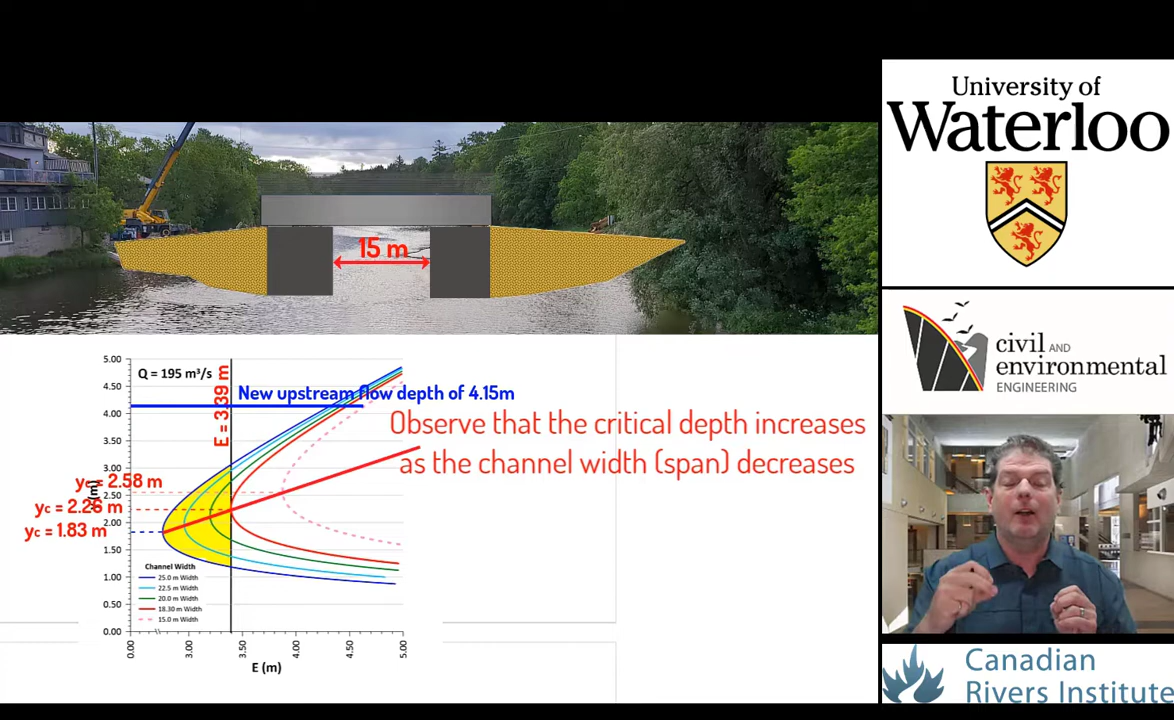 15 m
5.00
4.50
4.00
3.50
3.00
2.50
2.00
1.50
1.00
0.50
0.00
(m)
Q = 195 m³/s
E = 3.39 m
New upstream flow depth of 4.15m
Observe that the critical depth increases
as the channel width (span) decreases
yc = 2.58 m
yc = 2.26 m
yc = 1.83 m
Channel Width
25.0 m Width
22.5 m Width
20.0 m Width
18.30 m Width
15.0 m Width
0.00
3.00
3.50
4.00
4.50
5.00
E (m)
University of
Waterloo
civil AND
environmental
ENGINEERING
Canadian
Rivers Institute